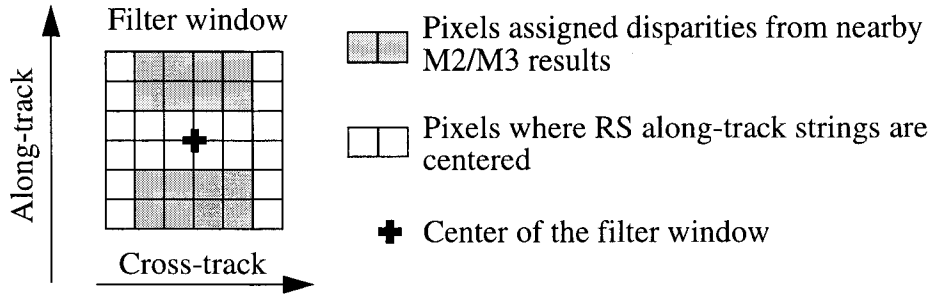 Filter window
Along-track
Cross-track
Pixels assigned disparities from nearby
M2/M3 results
Pixels where RS along-track strings are
centered
Center of the filter window